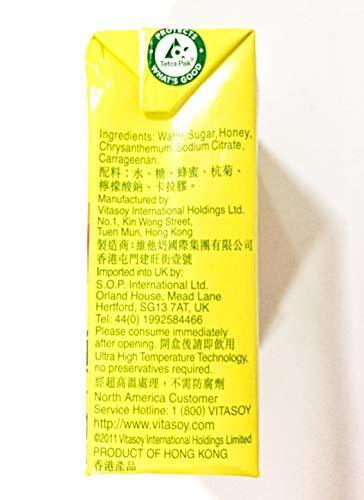 PROTECTS
Tetra Pak®
WHAT'S GOOD
Ingredients: Water, Sugar, Honey,
Chrysanthemum, Sodium Citrate,
Carrageenan.
配料：水、糖、蜂蜜、杭菊、
檸檬酸鈉、卡拉膠。
Manufactured by:
Vitasoy International Holdings Ltd.
No.1, Kin Wong Street,
Tuen Mun, Hong Kong
製造商：維他奶國際集團有限公司
香港屯門建旺街壹號
Imported into UK by:
S.O.P. International Ltd.
Orland House, Mead Lane
Hertford, SG13 7AT, UK
Tel: 44(0) 1992584466
Please consume immediately
after opening. 開盒後請即飲用
Ultra High Temperature Technology,
no preservatives required.
經超高溫處理，不需防腐劑
North America Customer
Service Hotline: 1 (800) VITASOY
http://www.vitasoy.com
©2011 Vitasoy International Holdings Limited
PRODUCT OF HONG KONG
香港產品